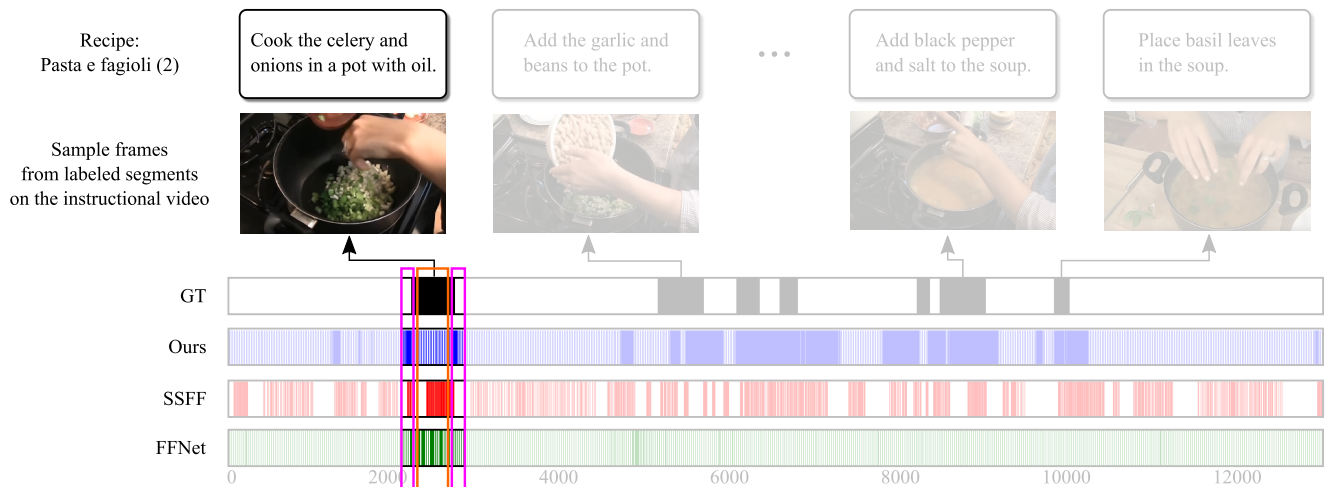 Recipe:
Pasta e fagioli (2)
Cook the celery and
onions in a pot with oil.
Add the garlic and
beans to the pot.
...
Add black pepper
and salt to the soup.
Place basil leaves
in the soup.
Sample frames
from labeled segments
on the instructional video
GT
Ours
SSFF
FFNet
0 2000 4000 6000 8000 10000 12000